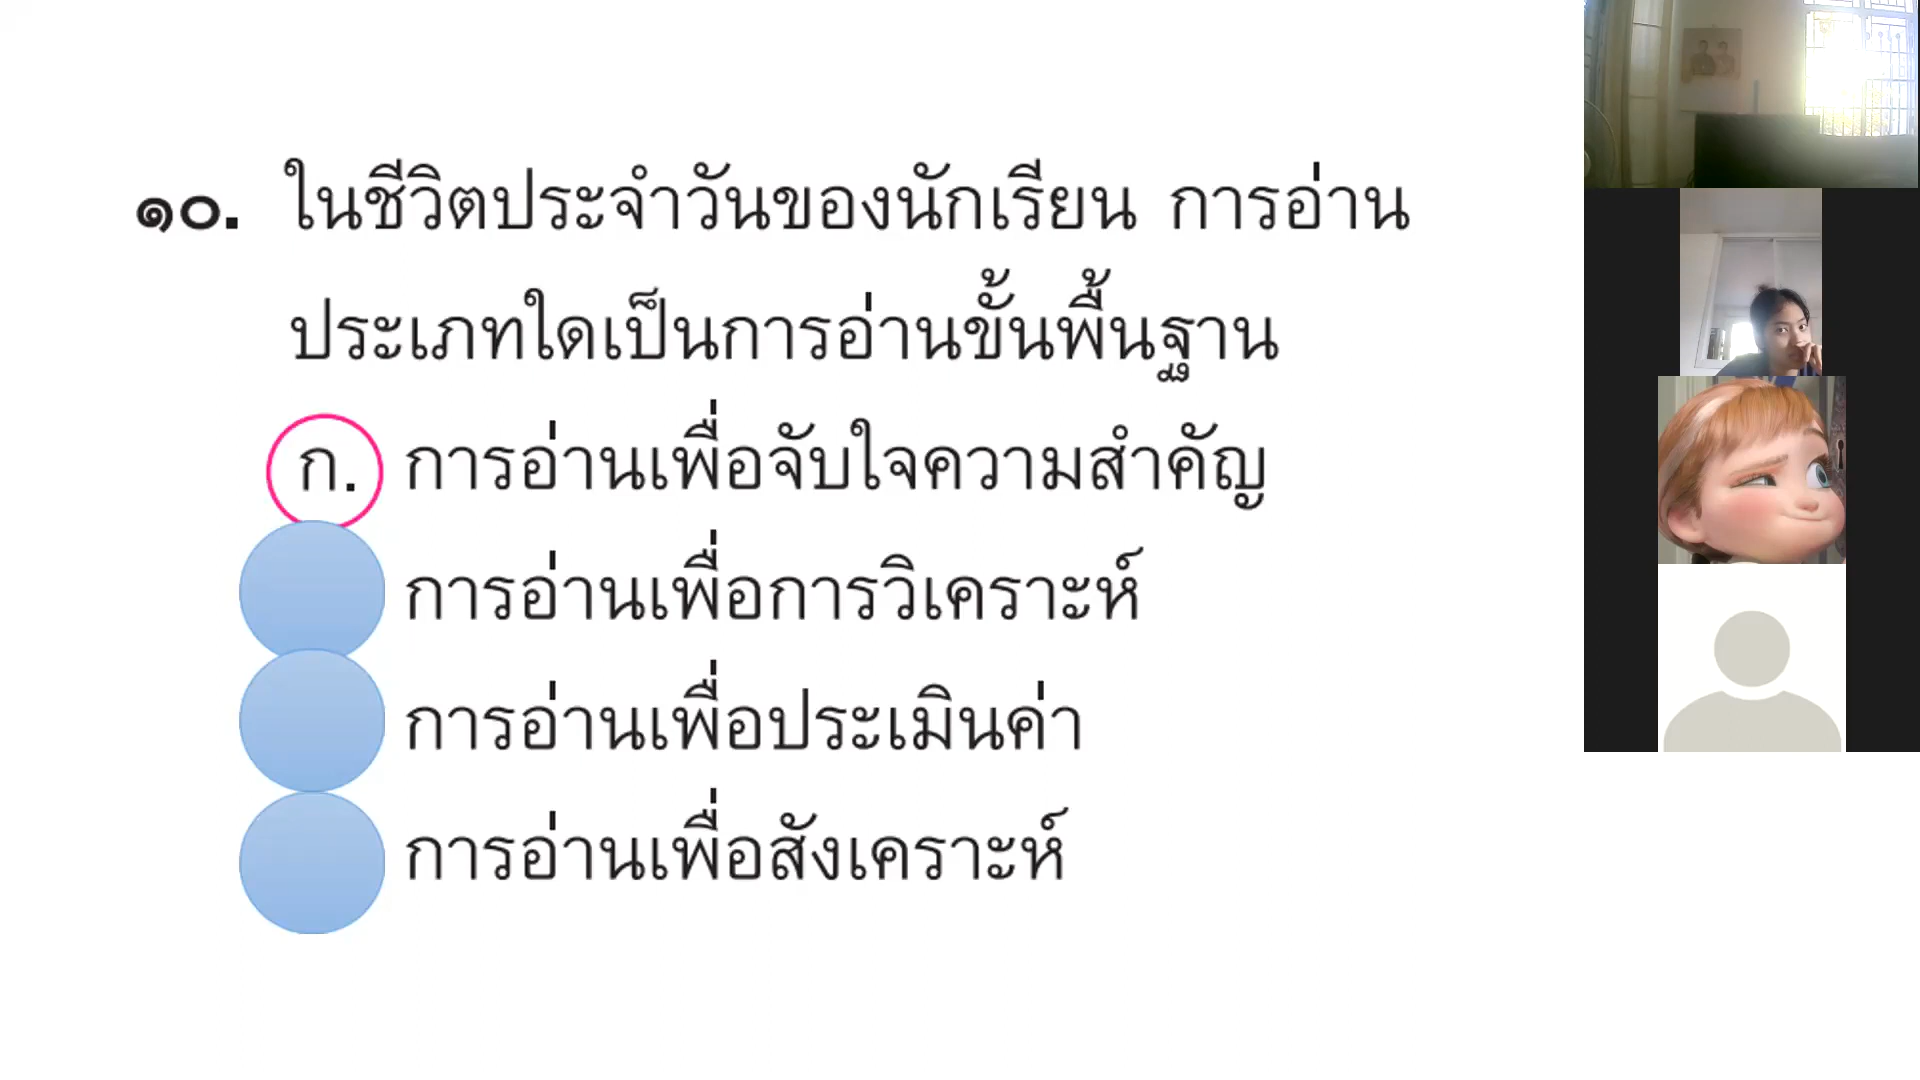 ๑๐. ในชีวิตประจำวันของนักเรียน การอ่าน
ประเภทใดเป็นการอ่านขั้นพื้นฐาน
ก. การอ่านเพื่อจับใจความสำคัญ
การอ่านเพื่อการวิเคราะห์
การอ่านเพื่อประเมินค่า
การอ่านเพื่อสังเคราะห์